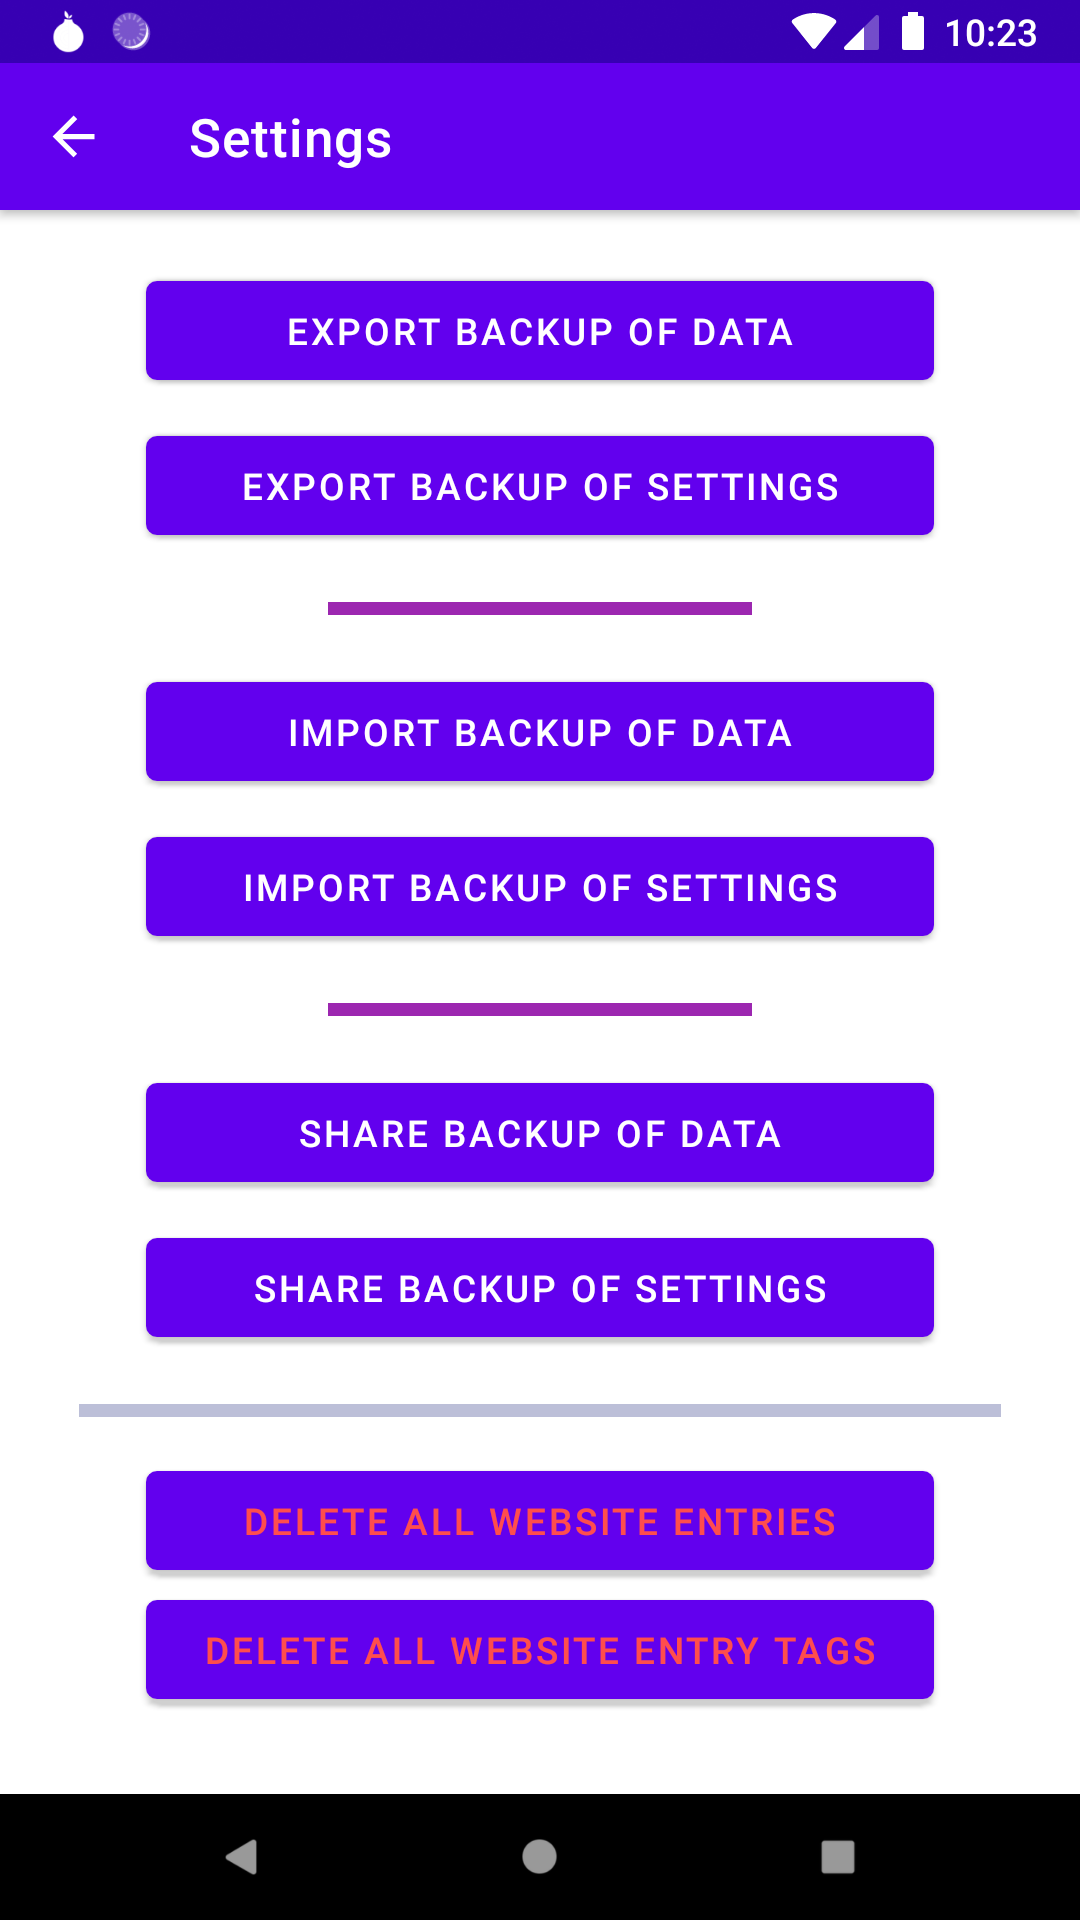 10:23
Settings
EXPORT BACKUP OF DATA
EXPORT BACKUP OF SETTINGS
IMPORT BACKUP OF DATA
IMPORT BACKUP OF SETTINGS
SHARE BACKUP OF DATA
SHARE BACKUP OF SETTINGS
DELETE ALL WEBSITE ENTRIES
DELETE ALL WEBSITE ENTRY TAGS